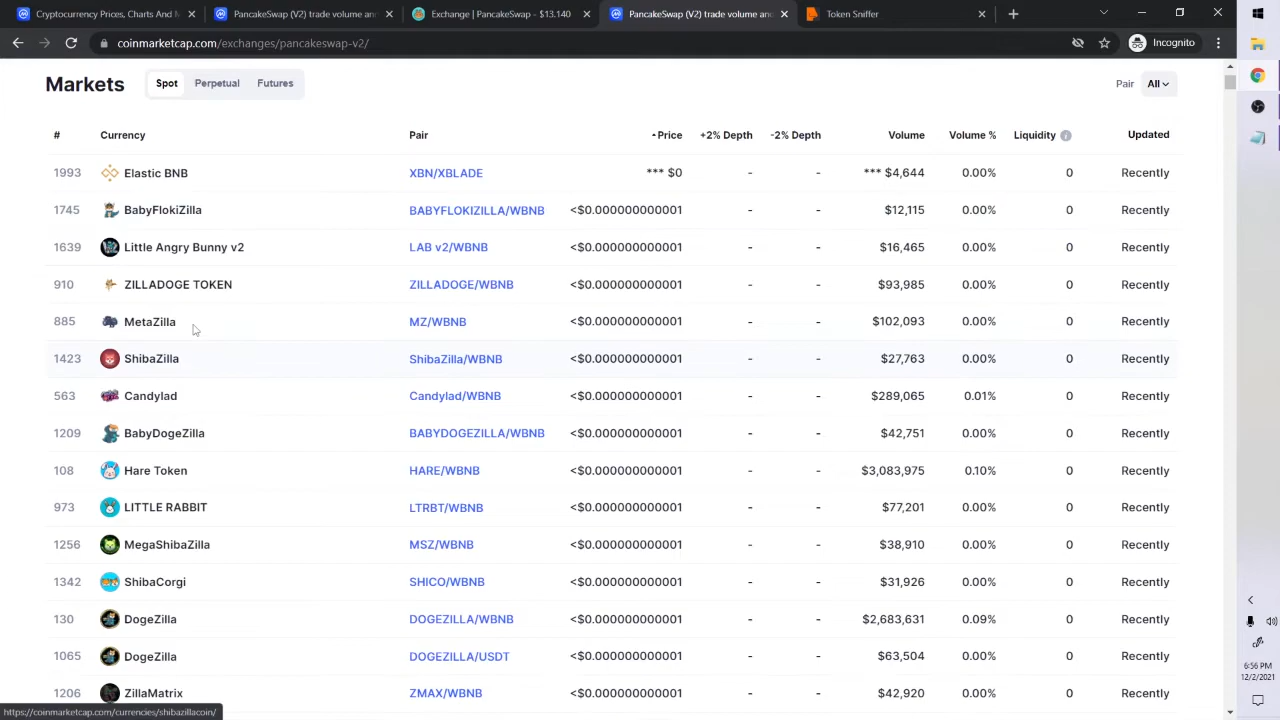 Cryptocurrency Prices, Charts And M
PancakeSwap (V2) trade volume an
Exchange | PancakeSwap - $13.140
PancakeSwap (V2) trade volume an
Token Sniffer
coinmarketcap.com/exchanges/pancakeswap-v2/
Incognito
Markets
Spot Perpetual Futures
Pair All
# Currency Pair Price +2% Depth -2% Depth Volume Volume % Liquidity Updated
1993 Elastic BNB XBN/XBLADE *** $0 - - *** $4,644 0.00% 0 Recently
1745 BabyFlokiZilla BABYFLOKIZILLA/WBNB <$0.000000000001 - - $12,115 0.00% 0 Recently
1639 Little Angry Bunny v2 LAB v2/WBNB <$0.000000000001 - - $16,465 0.00% 0 Recently
910 ZILLADOGE TOKEN ZILLADOGE/WBNB <$0.000000000001 - - $93,985 0.00% 0 Recently
885 MetaZilla MZ/WBNB <$0.000000000001 - - $102,093 0.00% 0 Recently
1423 ShibaZilla ShibaZilla/WBNB <$0.000000000001 - - $27,763 0.00% 0 Recently
563 Candylad Candylad/WBNB <$0.000000000001 - - $289,065 0.01% 0 Recently
1209 BabyDogeZilla BABYDOGEZILLA/WBNB <$0.000000000001 - - $42,751 0.00% 0 Recently
108 Hare Token HARE/WBNB <$0.000000000001 - - $3,083,975 0.10% 0 Recently
973 LITTLE RABBIT LTRBT/WBNB <$0.000000000001 - - $77,201 0.00% 0 Recently
1256 MegaShibaZilla MSZ/WBNB <$0.000000000001 - - $38,910 0.00% 0 Recently
1342 ShibaCorgi SHICO/WBNB <$0.000000000001 - - $31,926 0.00% 0 Recently
130 DogeZilla DOGEZILLA/WBNB <$0.000000000001 - - $2,683,631 0.09% 0 Recently
1065 DogeZilla DOGEZILLA/USDT <$0.000000000001 - - $63,504 0.00% 0 Recently
1206 ZillaMatrix ZMAX/WBNB <$0.000000000001 - - $42,920 0.00% 0 Recently
https://coinmarketcap.com/currencies/shibazillacoin/
6:56 PM
12/2/2021